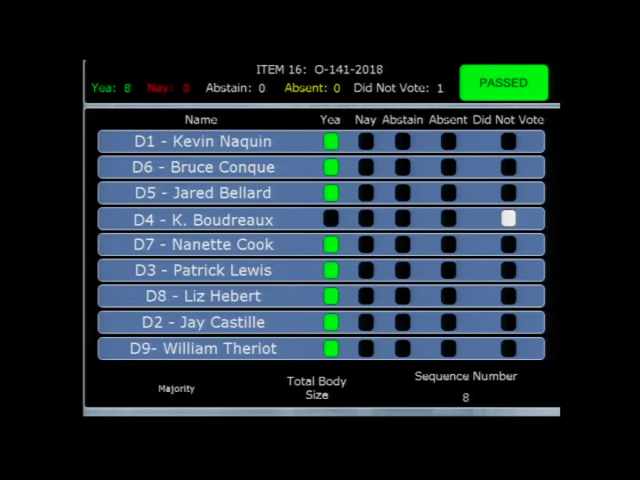 ITEM 16: O-141-2018
Yea: 8 Nay: 0 Abstain: 0 Absent: 0 Did Not Vote: 1 PASSED
Name Yea Nay Abstain Absent Did Not Vote
D1 - Kevin Naquin
D6 - Bruce Conque
D5 - Jared Bellard
D4 - K. Boudreaux
D7 - Nanette Cook
D3 - Patrick Lewis
D8 - Liz Hebert
D2 - Jay Castille
D9- William Theriot
Majority Total Body Size Sequence Number
8